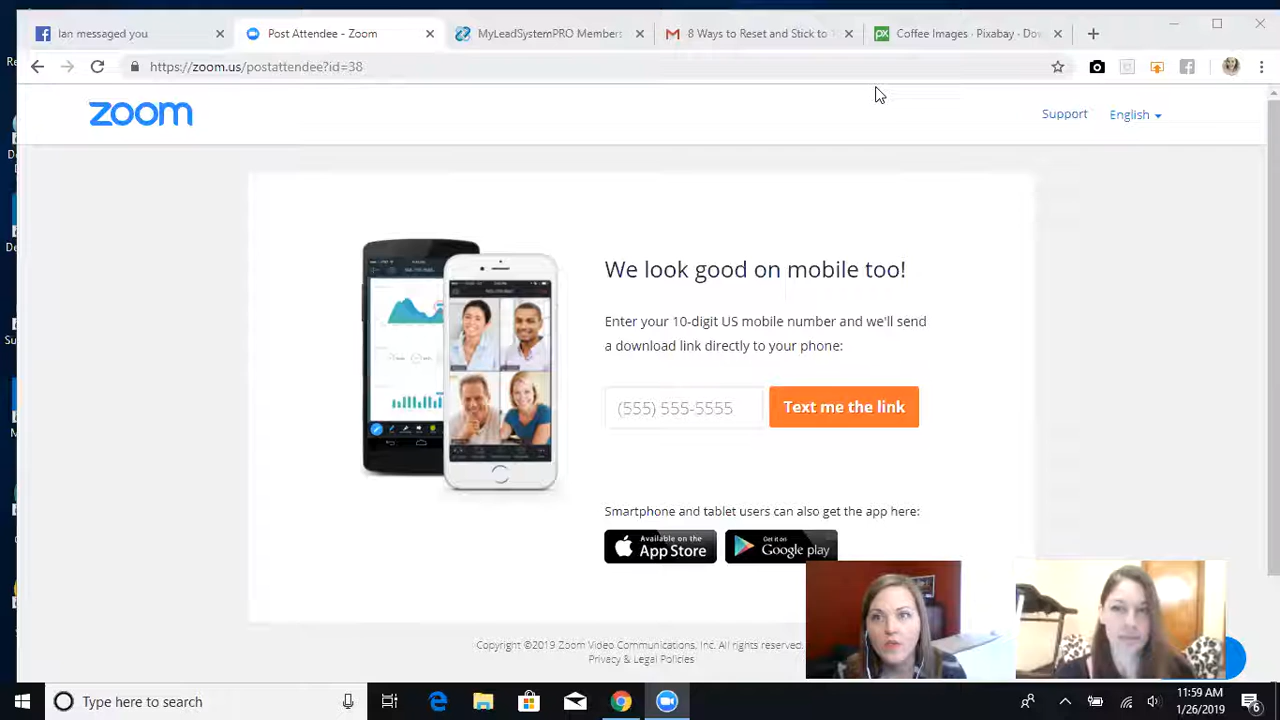 Ian messaged you
Post Attendee - Zoom
MyLeadSystemPRO Members
8 Ways to Reset and Stick to
Coffee Images · Pixabay · Dow
https://zoom.us/postattendee?id=38
zoom
Support
English
We look good on mobile too!
Enter your 10-digit US mobile number and we'll send
a download link directly to your phone:
(555) 555-5555
Text me the link
Smartphone and tablet users can also get the app here:
Available on the
App Store
Get it on
Google play
Copyright ©2019 Zoom Video Communications, Inc. All rights reserved.
Privacy & Legal Policies
Type here to search
11:59 AM
1/26/2019
6